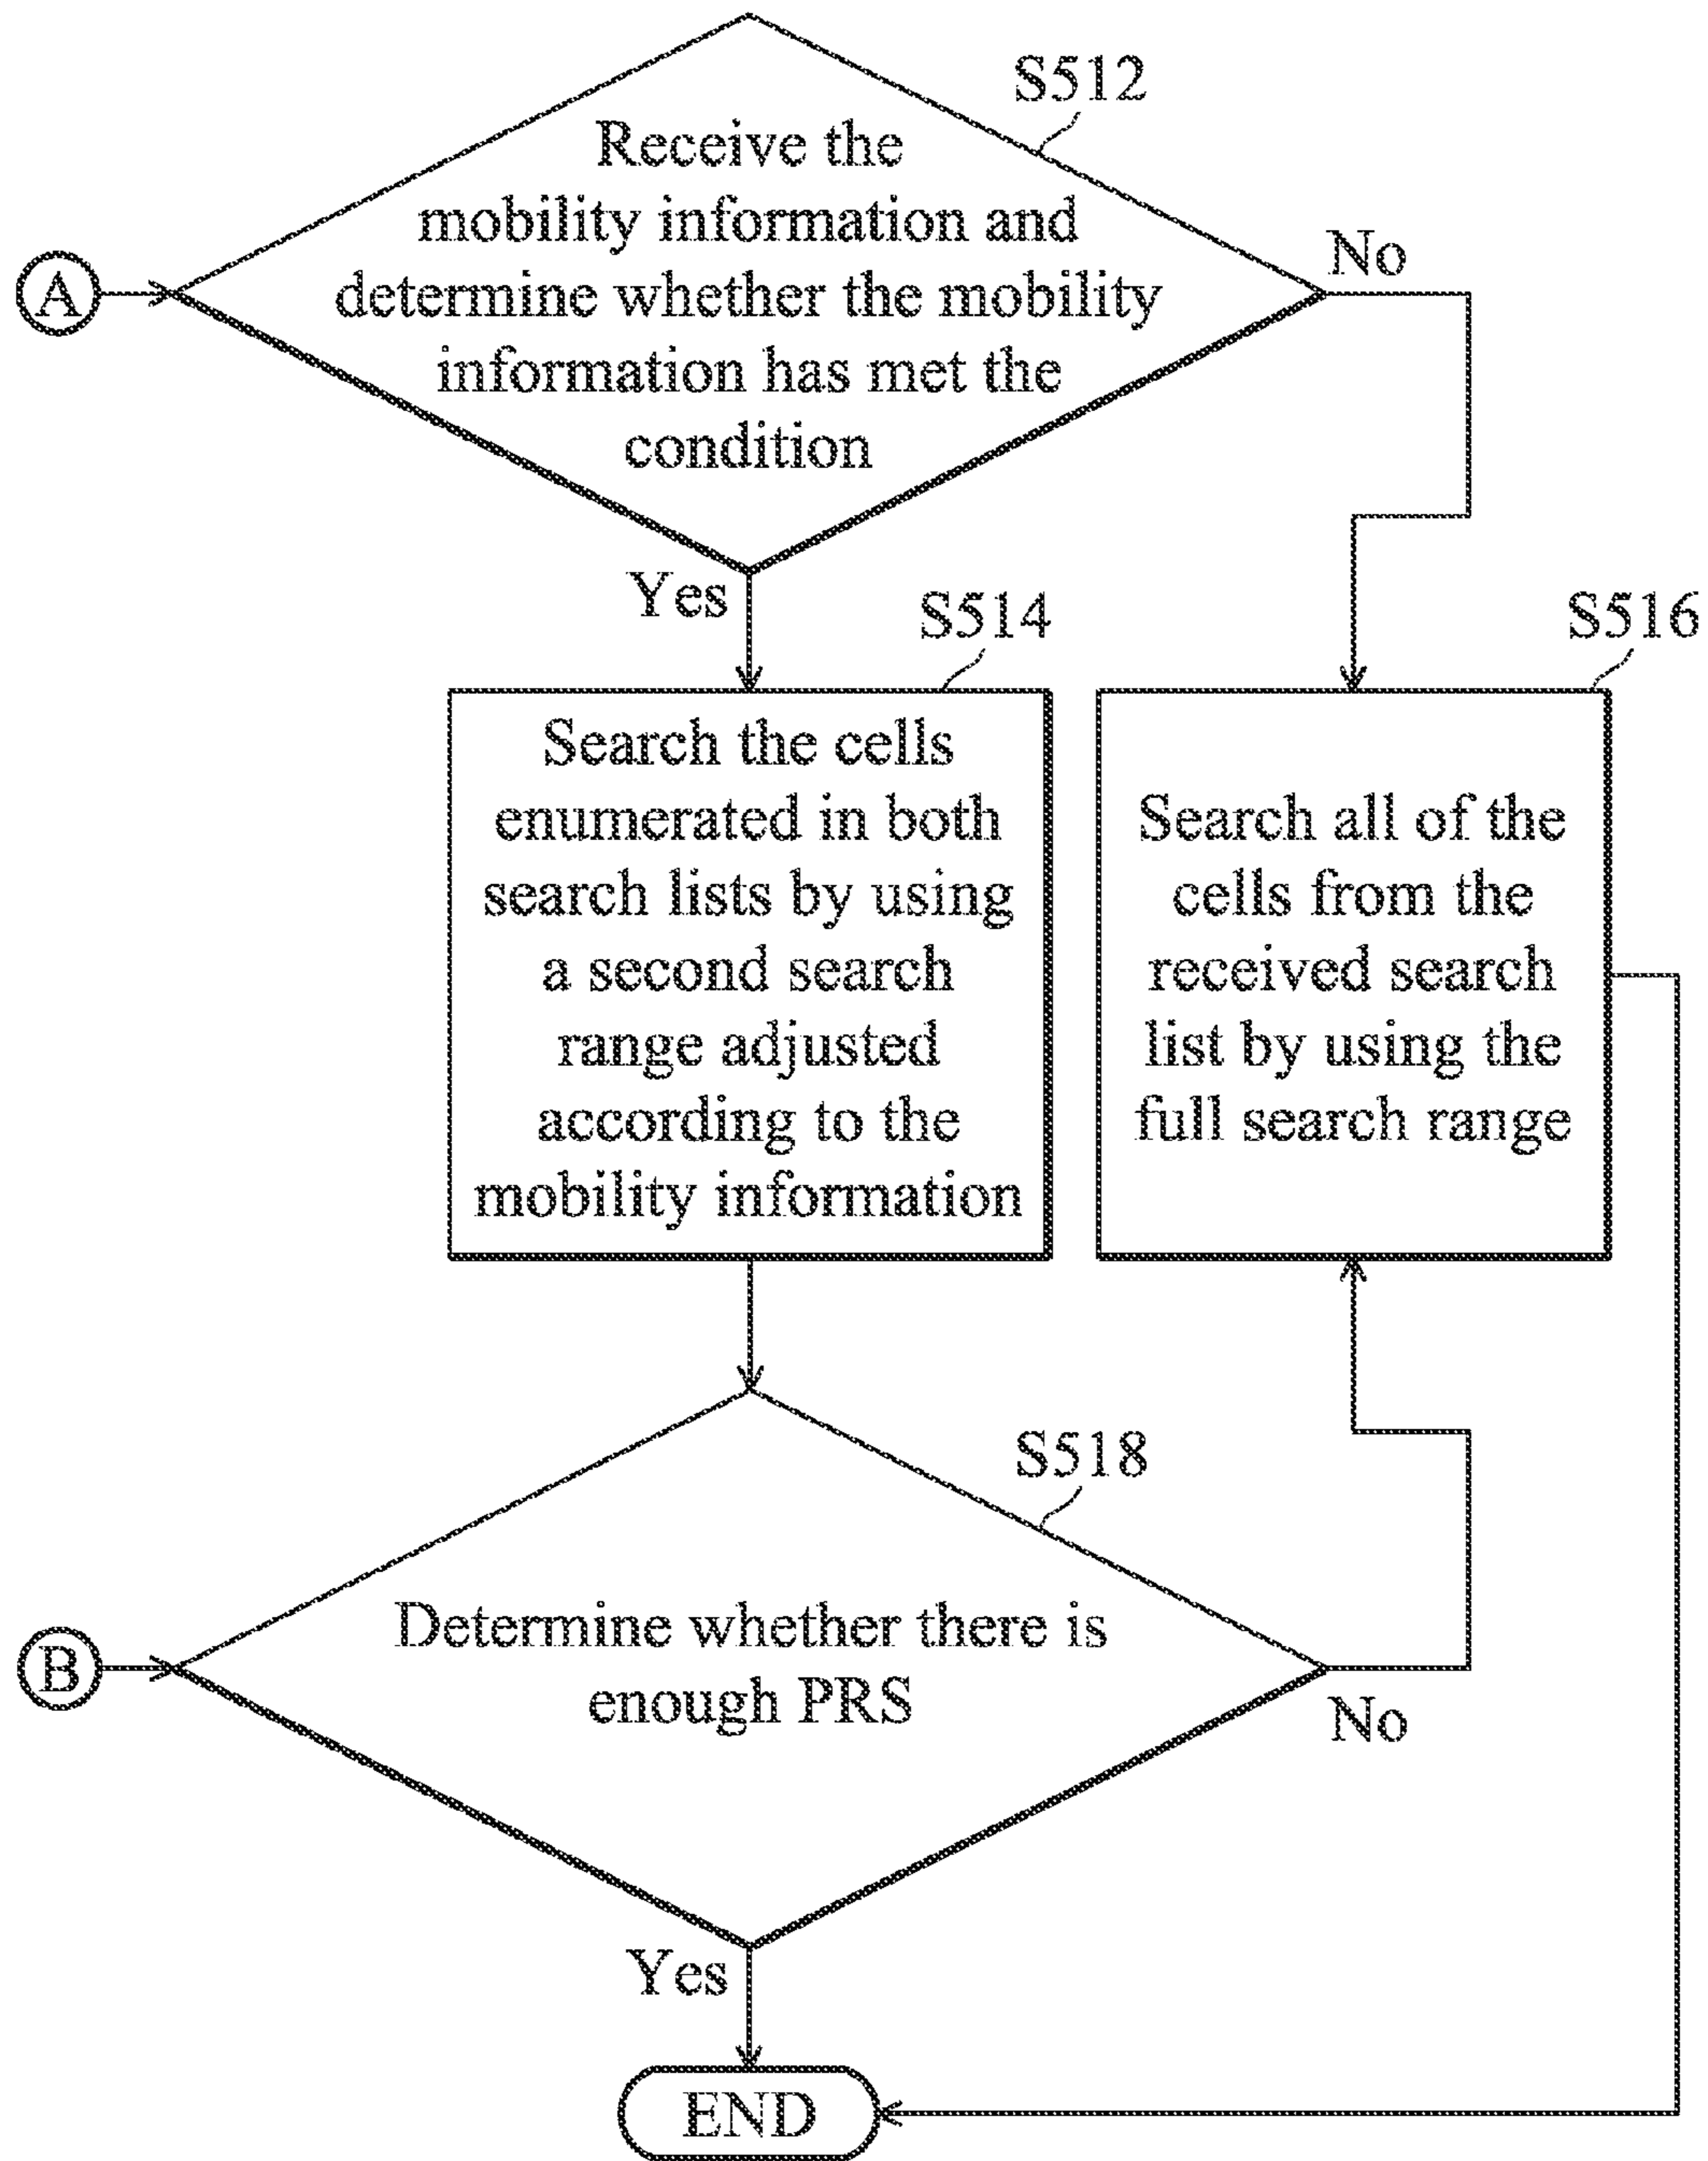 S512
Receive the
mobility information and
determine whether the mobility
information has met the
condition
A
No
Yes
S514
S516
Search the cells
enumerated in both
search lists by using
a second search
range adjusted
according to the
mobility information
Search all of the
cells from the
received search
list by using the
full search range
S518
Determine whether there is
enough PRS
B
No
Yes
END